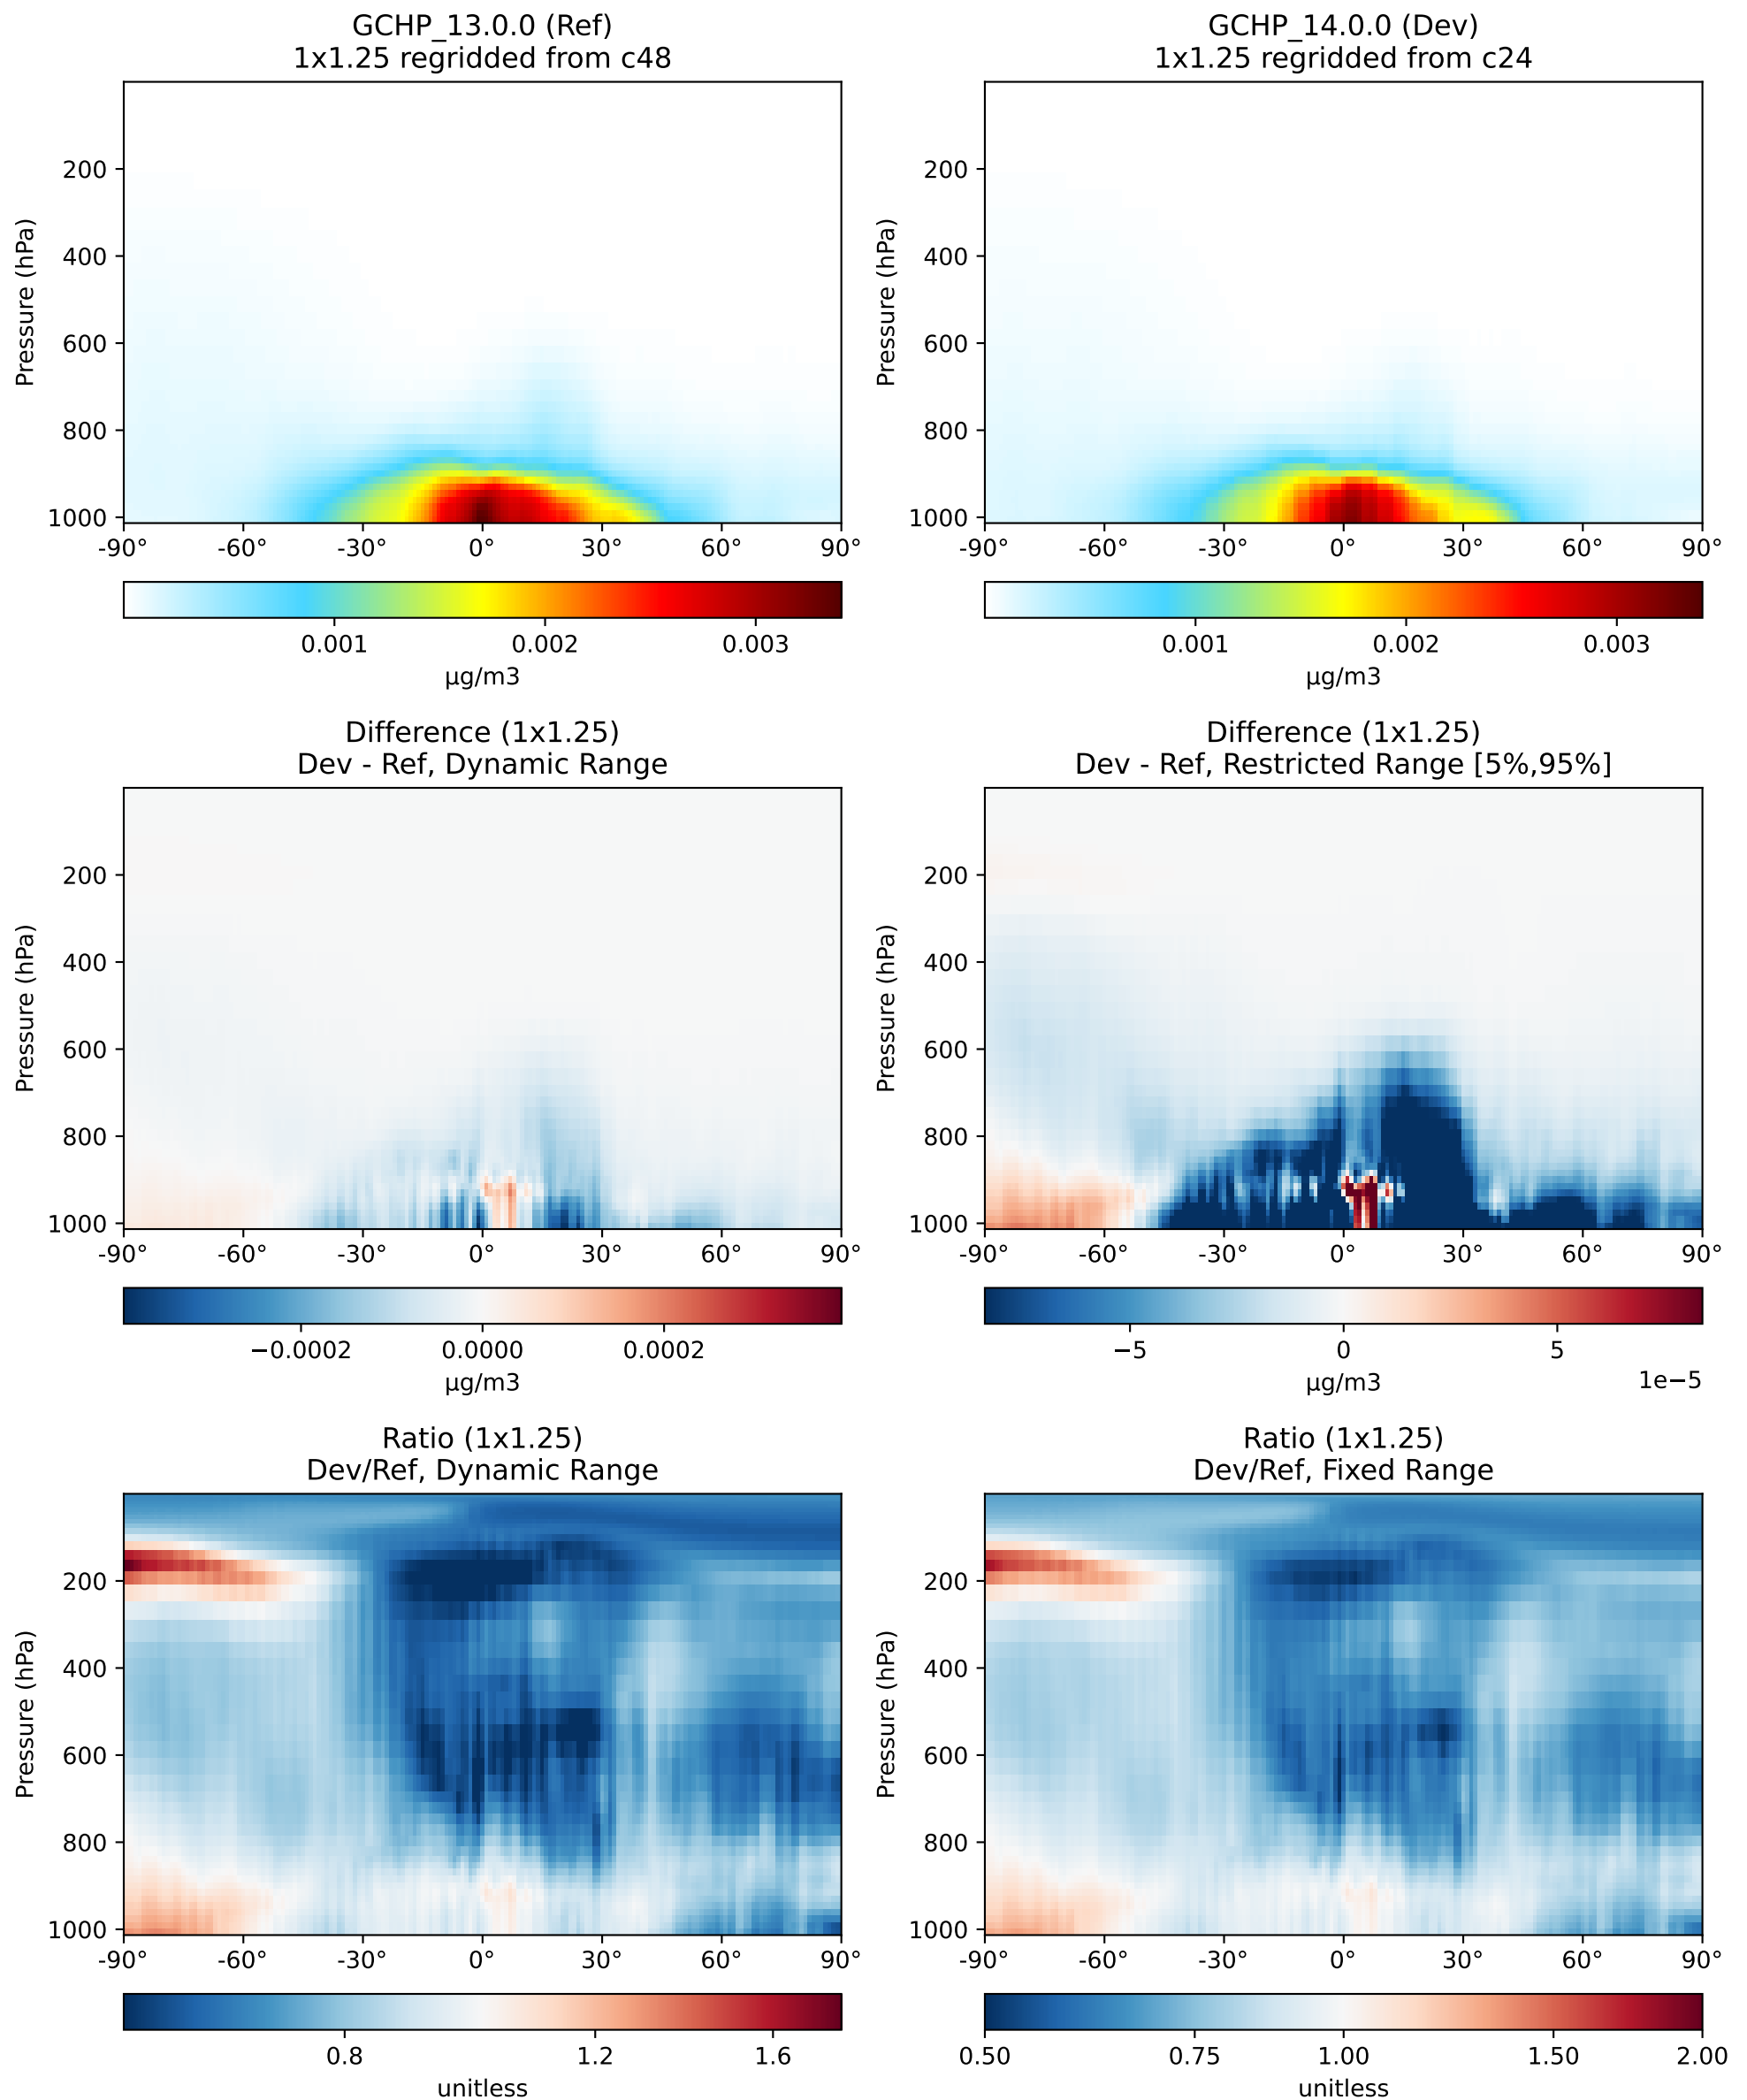 GCHP_13.0.0 (Ref)
1x1.25 regridded from c48
Pressure (hPa)
200
400
600
800
1000
-90° -60° -30° 0° 30° 60° 90°
0.001 0.002 0.003
μg/m3
GCHP_14.0.0 (Dev)
1x1.25 regridded from c24
Pressure (hPa)
200
400
600
800
1000
-90° -60° -30° 0° 30° 60° 90°
0.001 0.002 0.003
μg/m3
Difference (1x1.25)
Dev - Ref, Dynamic Range
Pressure (hPa)
200
400
600
800
1000
-90° -60° -30° 0° 30° 60° 90°
−0.0002 0.0000 0.0002
μg/m3
Difference (1x1.25)
Dev - Ref, Restricted Range [5%,95%]
Pressure (hPa)
200
400
600
800
1000
-90° -60° -30° 0° 30° 60° 90°
−5 0 5
μg/m3
1e−5
Ratio (1x1.25)
Dev/Ref, Dynamic Range
Pressure (hPa)
200
400
600
800
1000
-90° -60° -30° 0° 30° 60° 90°
0.8 1.2 1.6
unitless
Ratio (1x1.25)
Dev/Ref, Fixed Range
Pressure (hPa)
200
400
600
800
1000
-90° -60° -30° 0° 30° 60° 90°
0.50 0.75 1.00 1.50 2.00
unitless